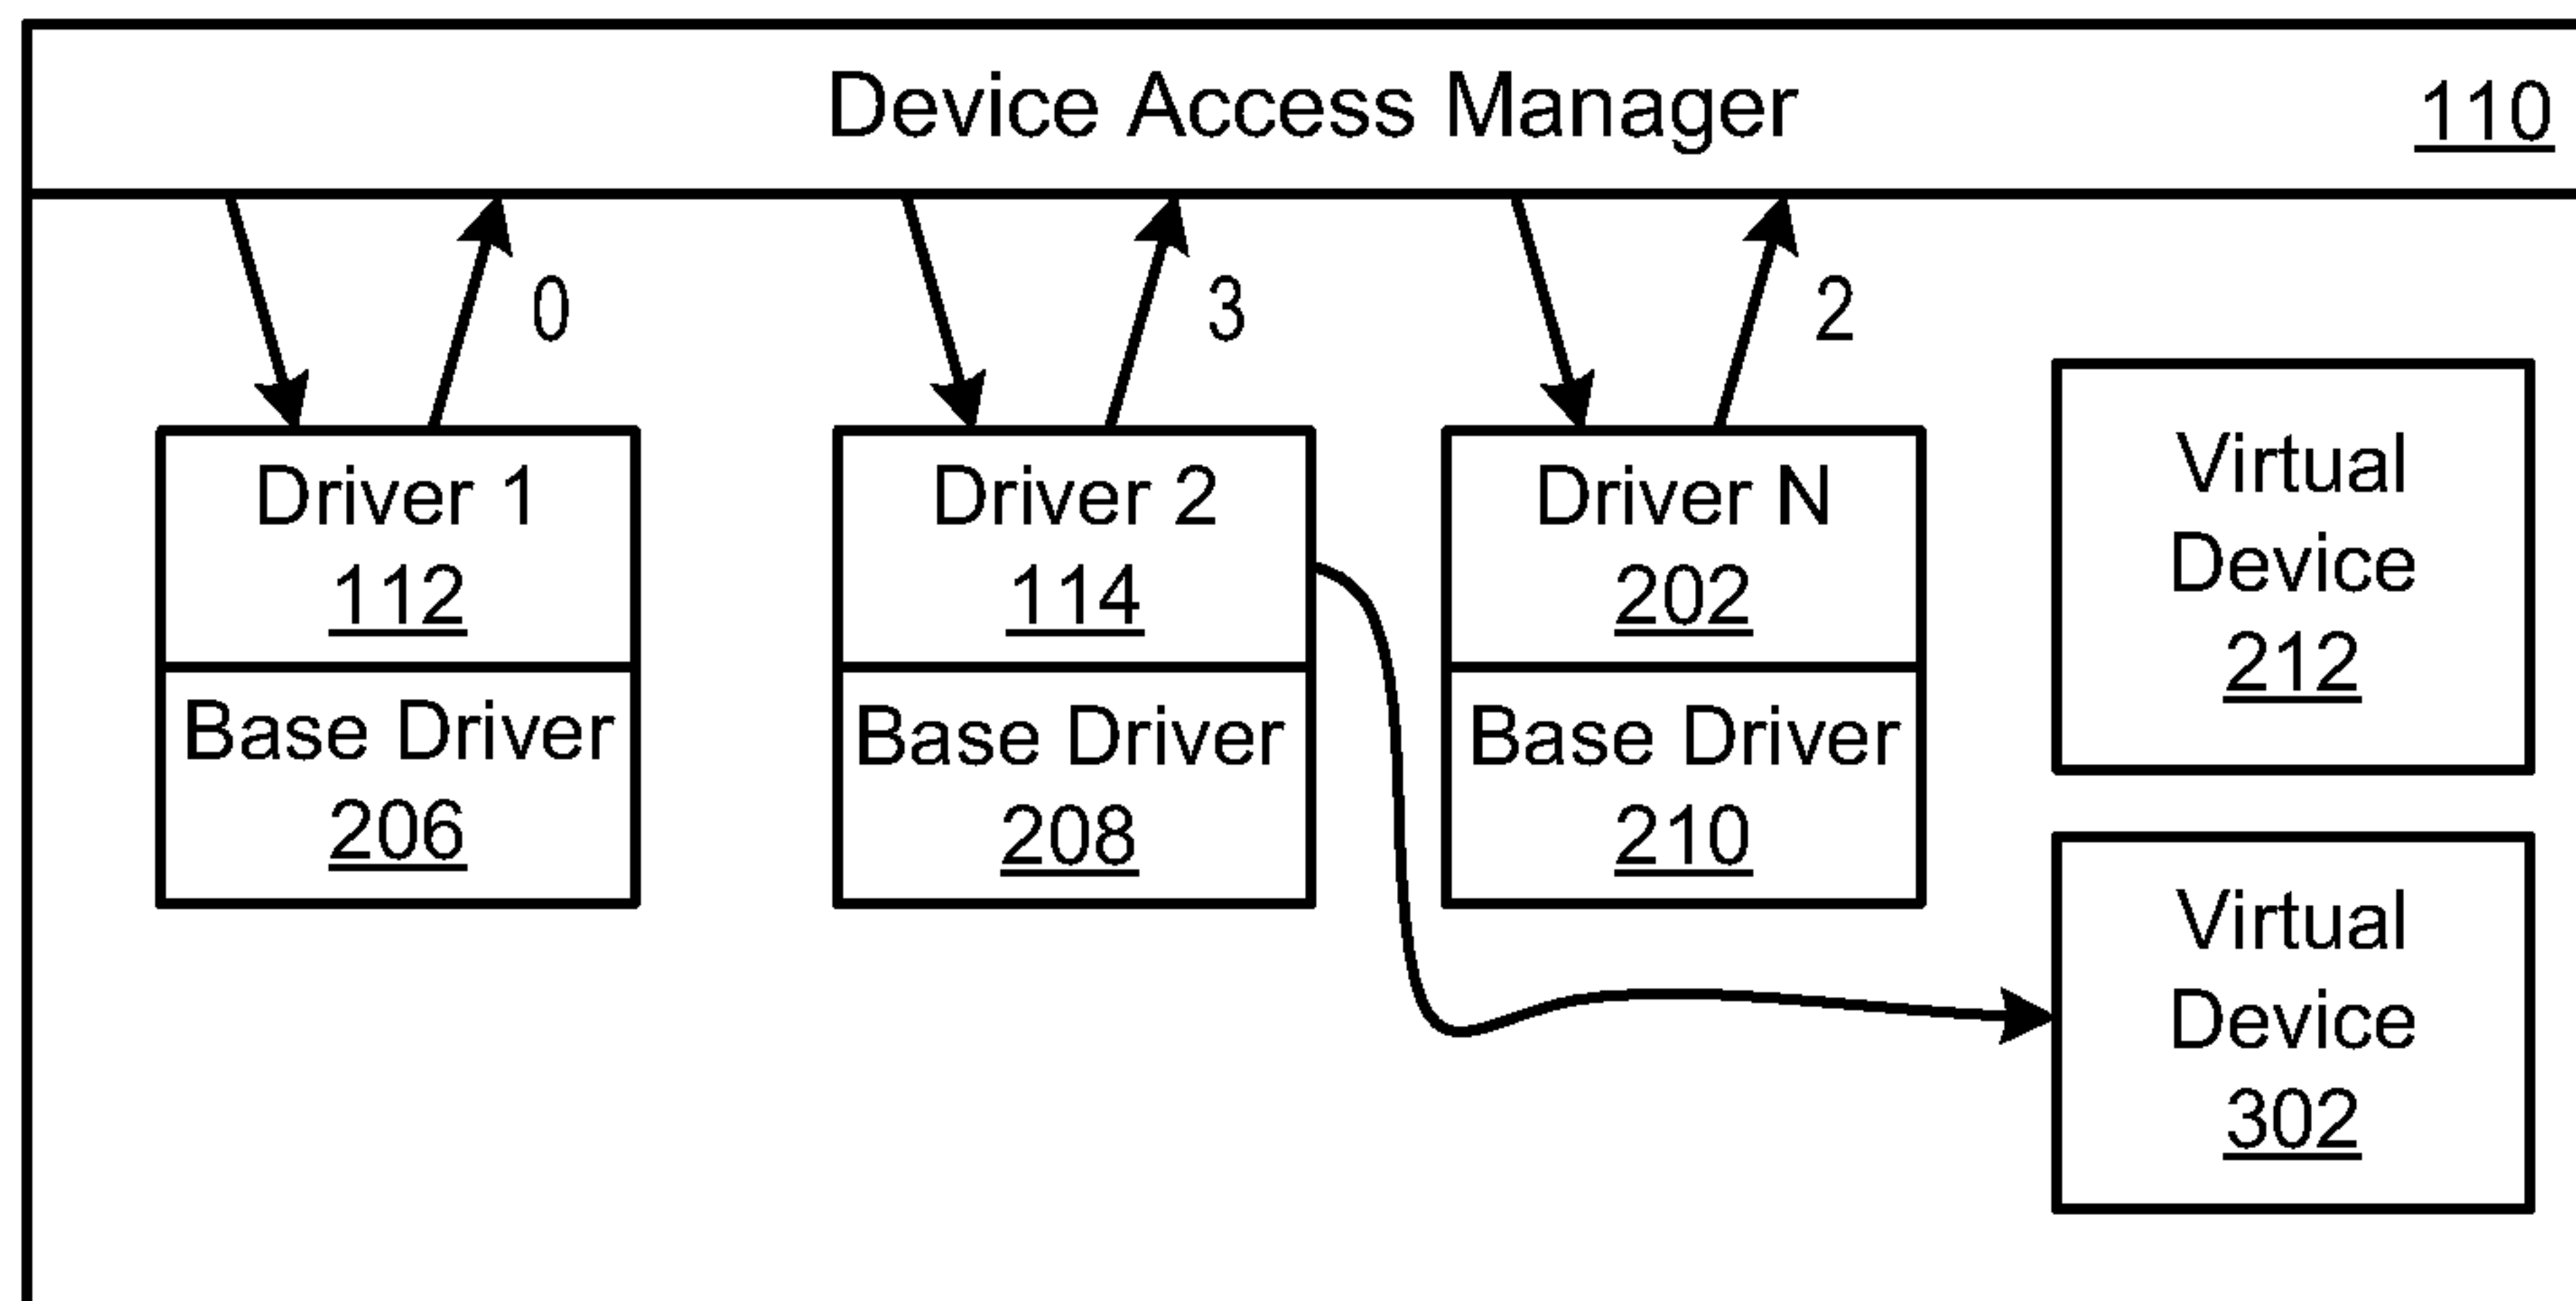 Device Access Manager 110
0
3
2
Driver 1
112
Base Driver
206
Driver 2
114
Base Driver
208
Driver N
202
Base Driver
210
Virtual
Device
212
Virtual
Device
302